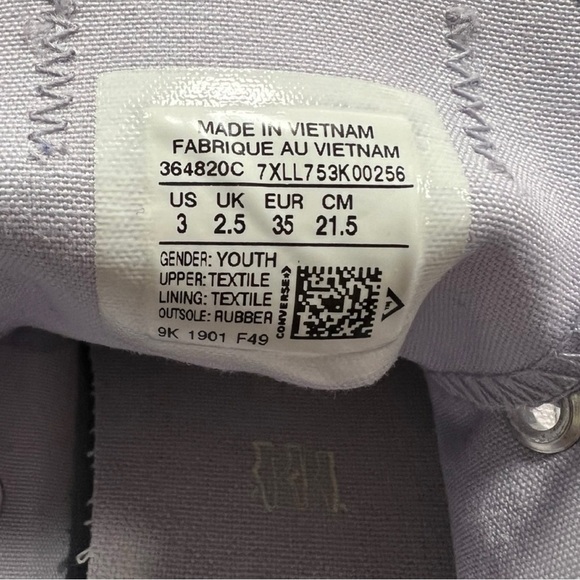 MADE IN VIETNAM
FABRIQUE AU VIETNAM
364820C 7XLL753K00256
US UK EUR CM
3 2.5 35 21.5
GENDER: YOUTH
UPPER: TEXTILE
LINING: TEXTILE
OUTSOLE: RUBBER
9K 1901 F49
CONVERSE